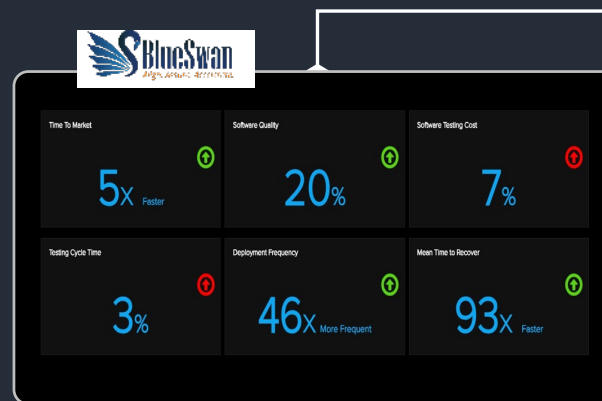 BlueSwan
Time To Market
5X Faster
Software Quality
20%
Software Testing Cost
7%
Testing Cycle Time
3%
Deployment Frequency
46X More Frequent
Mean Time to Recover
93X Faster